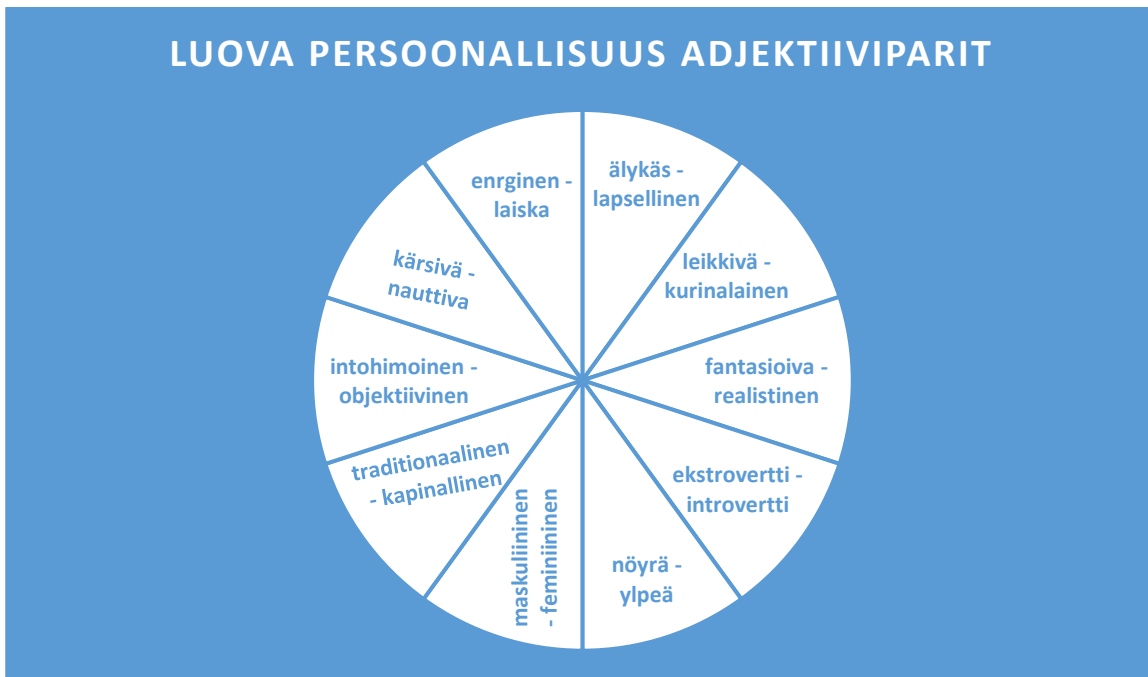 LUOVA PERSOONALLISUUS ADJEKTIIVIPARIT
älykäs -
lapsellinen
leikkivä -
kurinalainen
fantasioiva -
realistinen
ekstrovertti -
introvertti
nöyrä -
ylpeä
maskuliininen
- feminiininen
traditionaalinen
- kapinallinen
intohimoinen -
objektiivinen
kärsivä -
nauttiva
enrginen -
laiska